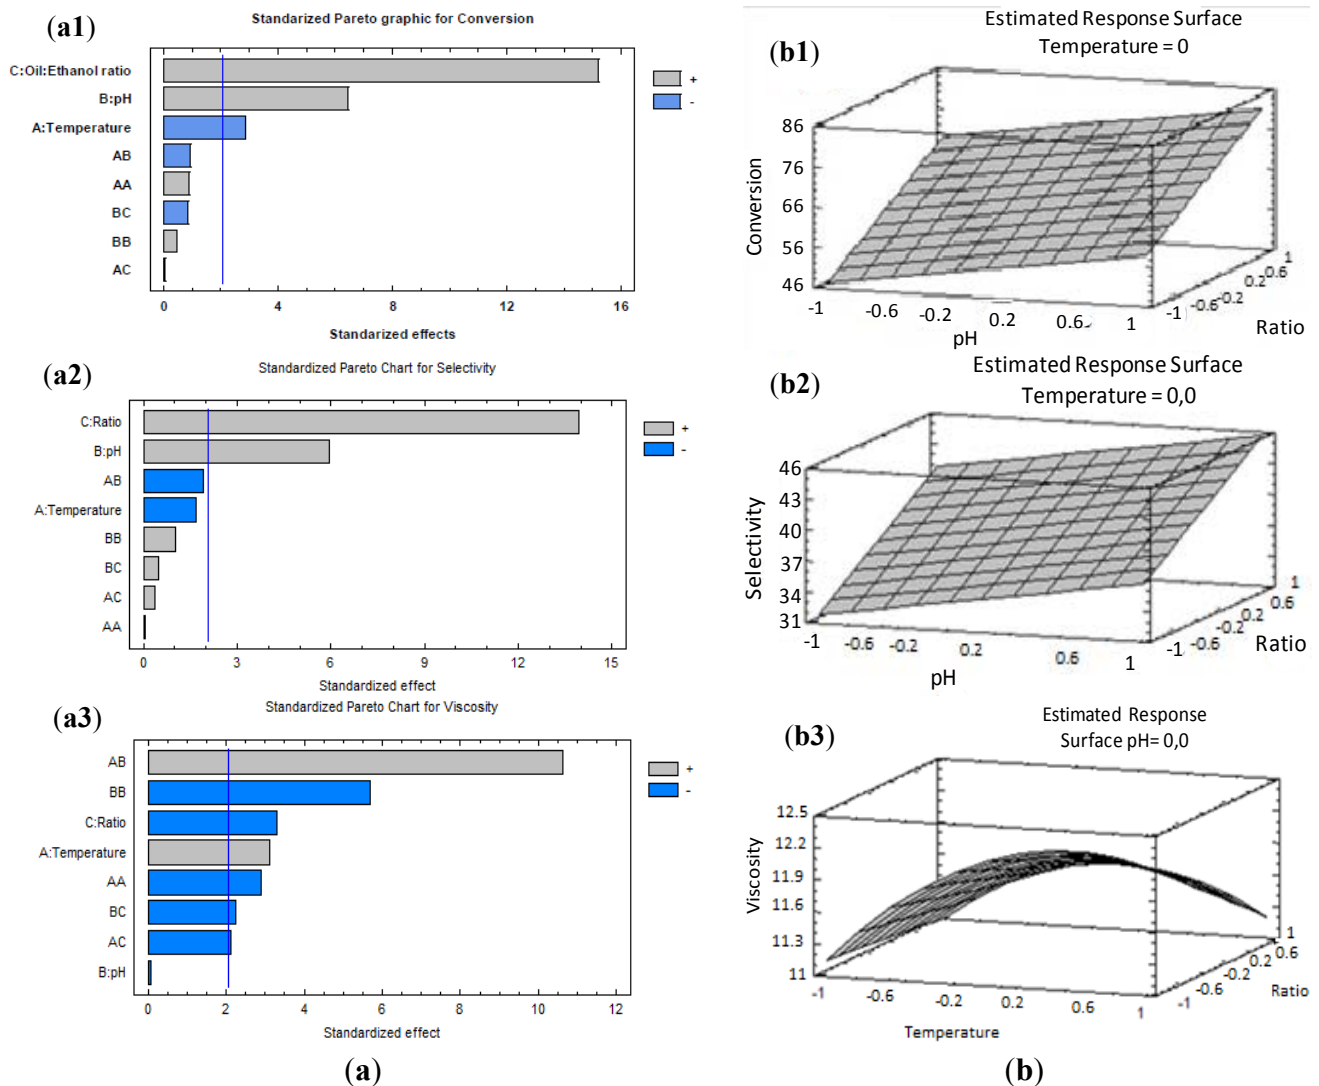 (a1)
Standarized Pareto graphic for Conversion
C:Oil:Ethanol ratio
B:pH
A:Temperature
AB
AA
BC
BB
AC
+
-
0 4 8 12 16
Standarized effects
(b1)
Estimated Response Surface
Temperature = 0
Conversion
86
76
66
56
46
-1 -0.6 -0.2 0.2 0.6 1
pH
-1 -0.6 -0.2 0.2 0.6 1
Ratio
(a2)
Standardized Pareto Chart for Selectivity
C:Ratio
B:pH
AB
A:Temperature
BB
BC
AC
AA
+
-
0 3 6 9 12 15
Standardized effect
(b2)
Estimated Response Surface
Temperature = 0,0
Selectivity
46
43
40
37
34
31
-1 -0.6 -0.2 0.2 0.6 1
pH
-1 -0.6 -0.2 0.2 0.6 1
Ratio
(a3)
Standardized Pareto Chart for Viscosity
AB
BB
C:Ratio
A:Temperature
AA
BC
AC
B:pH
+
-
0 2 4 6 8 10 12
Standardized effect
(a)
(b3)
Estimated Response
Surface pH= 0,0
Viscosity
12.5
12.2
11.9
11.6
11.3
11
-1 -0.6 -0.2 0.2 0.6 1
Temperature
-1 -0.6 -0.2 0.2 0.6 1
Ratio
(b)